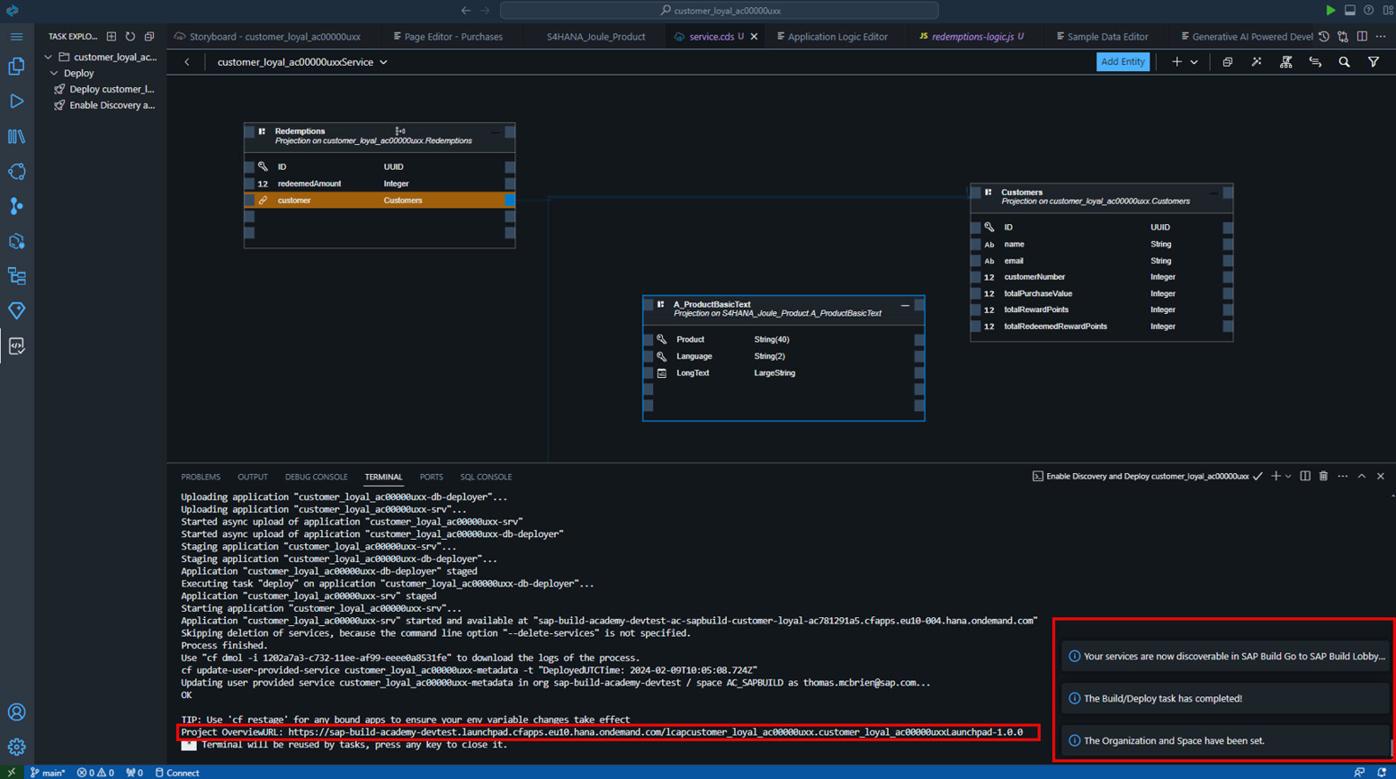 customer_loyal_ac00000uxx
TASK EXPLO...
Storyboard - customer_loyal_ac00000uxx
Page Editor - Purchases
S4HANA_Joule_Product
service.cds U
Application Logic Editor
JS redemptions-logic.js U
Sample Data Editor
Generative AI Powered Devel
customer_loyal_ac...
Deploy
Deploy customer_l...
Enable Discovery a...
customer_loyal_ac00000uxxService
Add Entity
Redemptions
Projection on customer_loyal_ac00000uxx.Redemptions
ID UUID
12 redeemedAmount Integer
customer Customers
Customers
Projection on customer_loyal_ac00000uxx.Customers
ID UUID
Ab name String
Ab email String
12 customerNumber Integer
12 totalPurchaseValue Integer
12 totalRewardPoints Integer
12 totalRedeemedRewardPoints Integer
A_ProductBasicText
Projection on S4HANA_Joule_Product.A_ProductBasicText
Product String(40)
Language String(2)
LongText LargeString
PROBLEMS OUTPUT DEBUG CONSOLE TERMINAL PORTS SQL CONSOLE
Enable Discovery and Deploy customer_loyal_ac00000uxx
Uploading application "customer_loyal_ac00000uxx-db-deployer"...
Uploading application "customer_loyal_ac00000uxx-srv"...
Started async upload of application "customer_loyal_ac00000uxx-srv"
Started async upload of application "customer_loyal_ac00000uxx-db-deployer"
Staging application "customer_loyal_ac00000uxx-srv"...
Staging application "customer_loyal_ac00000uxx-db-deployer"...
Application "customer_loyal_ac00000uxx-db-deployer" staged
Executing task "deploy" on application "customer_loyal_ac00000uxx-db-deployer"...
Application "customer_loyal_ac00000uxx-srv" staged
Starting application "customer_loyal_ac00000uxx-srv"...
Application "customer_loyal_ac00000uxx-srv" started and available at "sap-build-academy-devtest-ac-sapbuild-customer-loyal-ac781291a5.cfapps.eu10-004.hana.ondemand.com"
Skipping deletion of services, because the command line option "--delete-services" is not specified.
Process finished.
Use "cf dmol -i 1202a7a3-c732-11ee-af99-eeee0a8531fe" to download the logs of the process.
cf update-user-provided-service customer_loyal_ac00000uxx-metadata -t "DeployedUTCTime: 2024-02-09T10:05:08.724Z"
Updating user provided service customer_loyal_ac00000uxx-metadata in org sap-build-academy-devtest / space AC_SAPBUILD as thomas.mcbrier@sap.com...
OK
TIP: Use 'cf restage' for any bound apps to ensure your env variable changes take effect
Project OverviewURL: https://sap-build-academy-devtest.launchpad.cfapps.eu10.hana.ondemand.com/lcapcustomer_loyal_ac00000uxx.customer_loyal_ac00000uxxLaunchpad-1.0.0
* Terminal will be reused by tasks, press any key to close it.
Your services are now discoverable in SAP Build Go to SAP Build Lobby...
The Build/Deploy task has completed!
The Organization and Space have been set.
main* 0 0 0 Connect